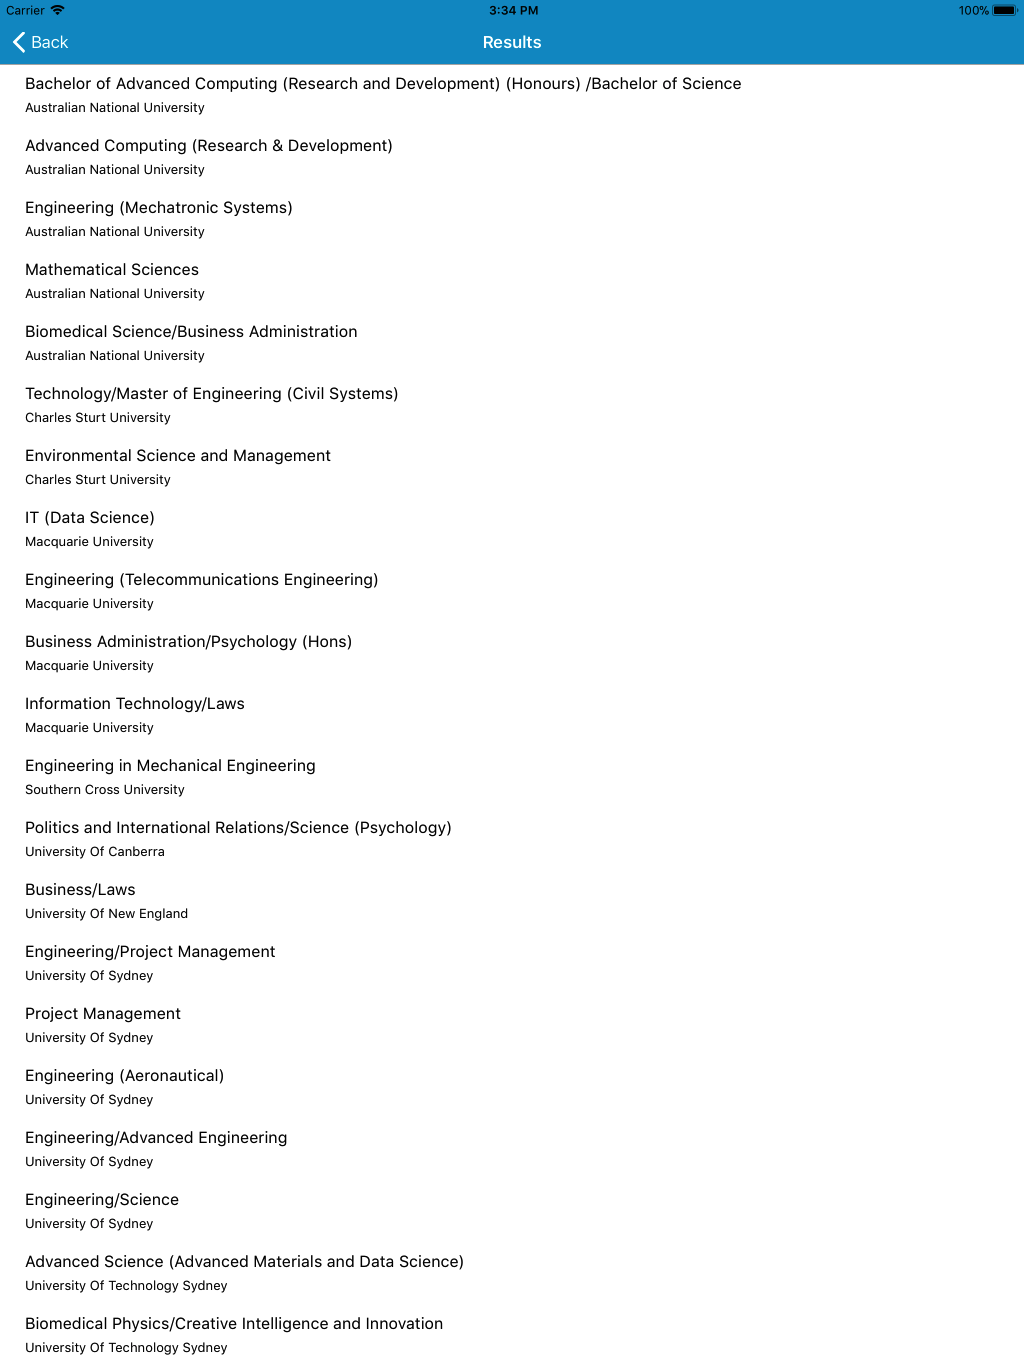 Carrier 3:34 PM 100%
Back Results
Bachelor of Advanced Computing (Research and Development) (Honours) /Bachelor of Science
Australian National University
Advanced Computing (Research & Development)
Australian National University
Engineering (Mechatronic Systems)
Australian National University
Mathematical Sciences
Australian National University
Biomedical Science/Business Administration
Australian National University
Technology/Master of Engineering (Civil Systems)
Charles Sturt University
Environmental Science and Management
Charles Sturt University
IT (Data Science)
Macquarie University
Engineering (Telecommunications Engineering)
Macquarie University
Business Administration/Psychology (Hons)
Macquarie University
Information Technology/Laws
Macquarie University
Engineering in Mechanical Engineering
Southern Cross University
Politics and International Relations/Science (Psychology)
University Of Canberra
Business/Laws
University Of New England
Engineering/Project Management
University Of Sydney
Project Management
University Of Sydney
Engineering (Aeronautical)
University Of Sydney
Engineering/Advanced Engineering
University Of Sydney
Engineering/Science
University Of Sydney
Advanced Science (Advanced Materials and Data Science)
University Of Technology Sydney
Biomedical Physics/Creative Intelligence and Innovation
University Of Technology Sydney